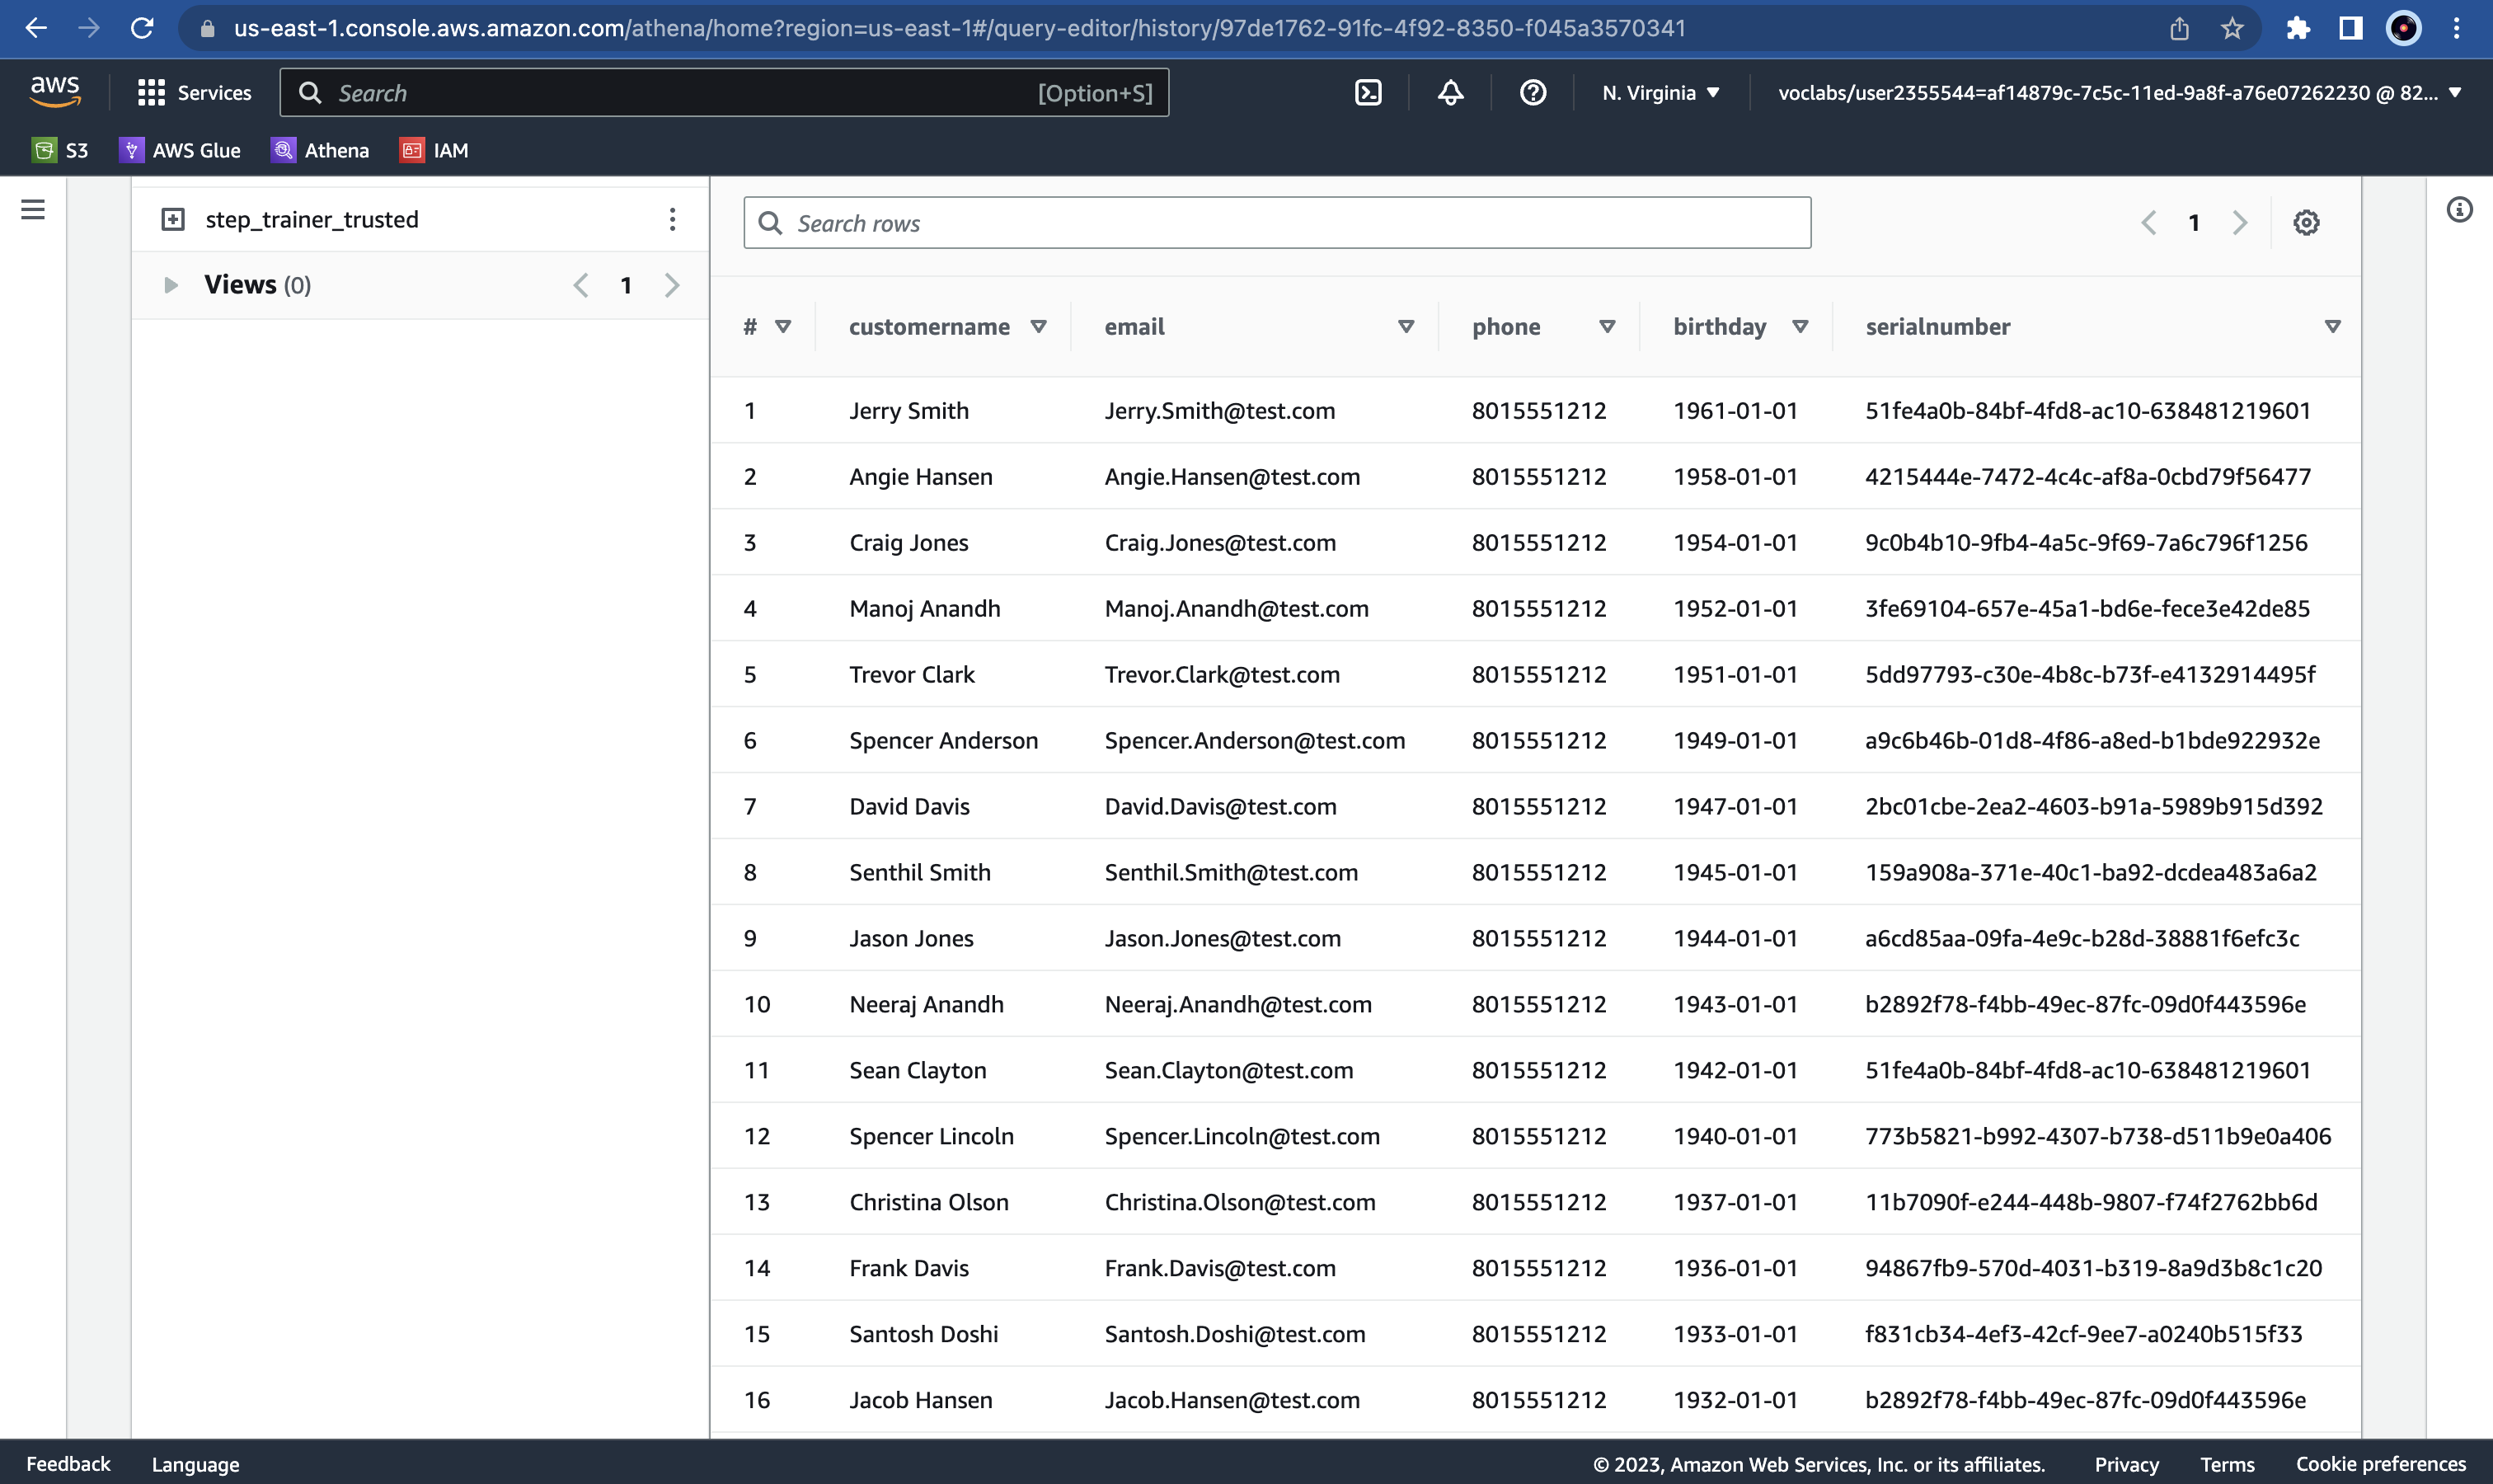 us-east-1.console.aws.amazon.com/athena/home?region=us-east-1#/query-editor/history/97de1762-91fc-4f92-8350-f045a3570341
aws Services Search [Option+S] N. Virginia voclabs/user2355544=af14879c-7c5c-11ed-9a8f-a76e07262230 @ 82...
S3 AWS Glue Athena IAM
step_trainer_trusted
Views (0) 1
Search rows 1
# customername email phone birthday serialnumber
1 Jerry Smith Jerry.Smith@test.com 8015551212 1961-01-01 51fe4a0b-84bf-4fd8-ac10-638481219601
2 Angie Hansen Angie.Hansen@test.com 8015551212 1958-01-01 4215444e-7472-4c4c-af8a-0cbd79f56477
3 Craig Jones Craig.Jones@test.com 8015551212 1954-01-01 9c0b4b10-9fb4-4a5c-9f69-7a6c796f1256
4 Manoj Anandh Manoj.Anandh@test.com 8015551212 1952-01-01 3fe69104-657e-45a1-bd6e-fece3e42de85
5 Trevor Clark Trevor.Clark@test.com 8015551212 1951-01-01 5dd97793-c30e-4b8c-b73f-e4132914495f
6 Spencer Anderson Spencer.Anderson@test.com 8015551212 1949-01-01 a9c6b46b-01d8-4f86-a8ed-b1bde922932e
7 David Davis David.Davis@test.com 8015551212 1947-01-01 2bc01cbe-2ea2-4603-b91a-5989b915d392
8 Senthil Smith Senthil.Smith@test.com 8015551212 1945-01-01 159a908a-371e-40c1-ba92-dcdea483a6a2
9 Jason Jones Jason.Jones@test.com 8015551212 1944-01-01 a6cd85aa-09fa-4e9c-b28d-38881f6efc3c
10 Neeraj Anandh Neeraj.Anandh@test.com 8015551212 1943-01-01 b2892f78-f4bb-49ec-87fc-09d0f443596e
11 Sean Clayton Sean.Clayton@test.com 8015551212 1942-01-01 51fe4a0b-84bf-4fd8-ac10-638481219601
12 Spencer Lincoln Spencer.Lincoln@test.com 8015551212 1940-01-01 773b5821-b992-4307-b738-d511b9e0a406
13 Christina Olson Christina.Olson@test.com 8015551212 1937-01-01 11b7090f-e244-448b-9807-f74f2762bb6d
14 Frank Davis Frank.Davis@test.com 8015551212 1936-01-01 94867fb9-570d-4031-b319-8a9d3b8c1c20
15 Santosh Doshi Santosh.Doshi@test.com 8015551212 1933-01-01 f831cb34-4ef3-42cf-9ee7-a0240b515f33
16 Jacob Hansen Jacob.Hansen@test.com 8015551212 1932-01-01 b2892f78-f4bb-49ec-87fc-09d0f443596e
Feedback Language © 2023, Amazon Web Services, Inc. or its affiliates. Privacy Terms Cookie preferences